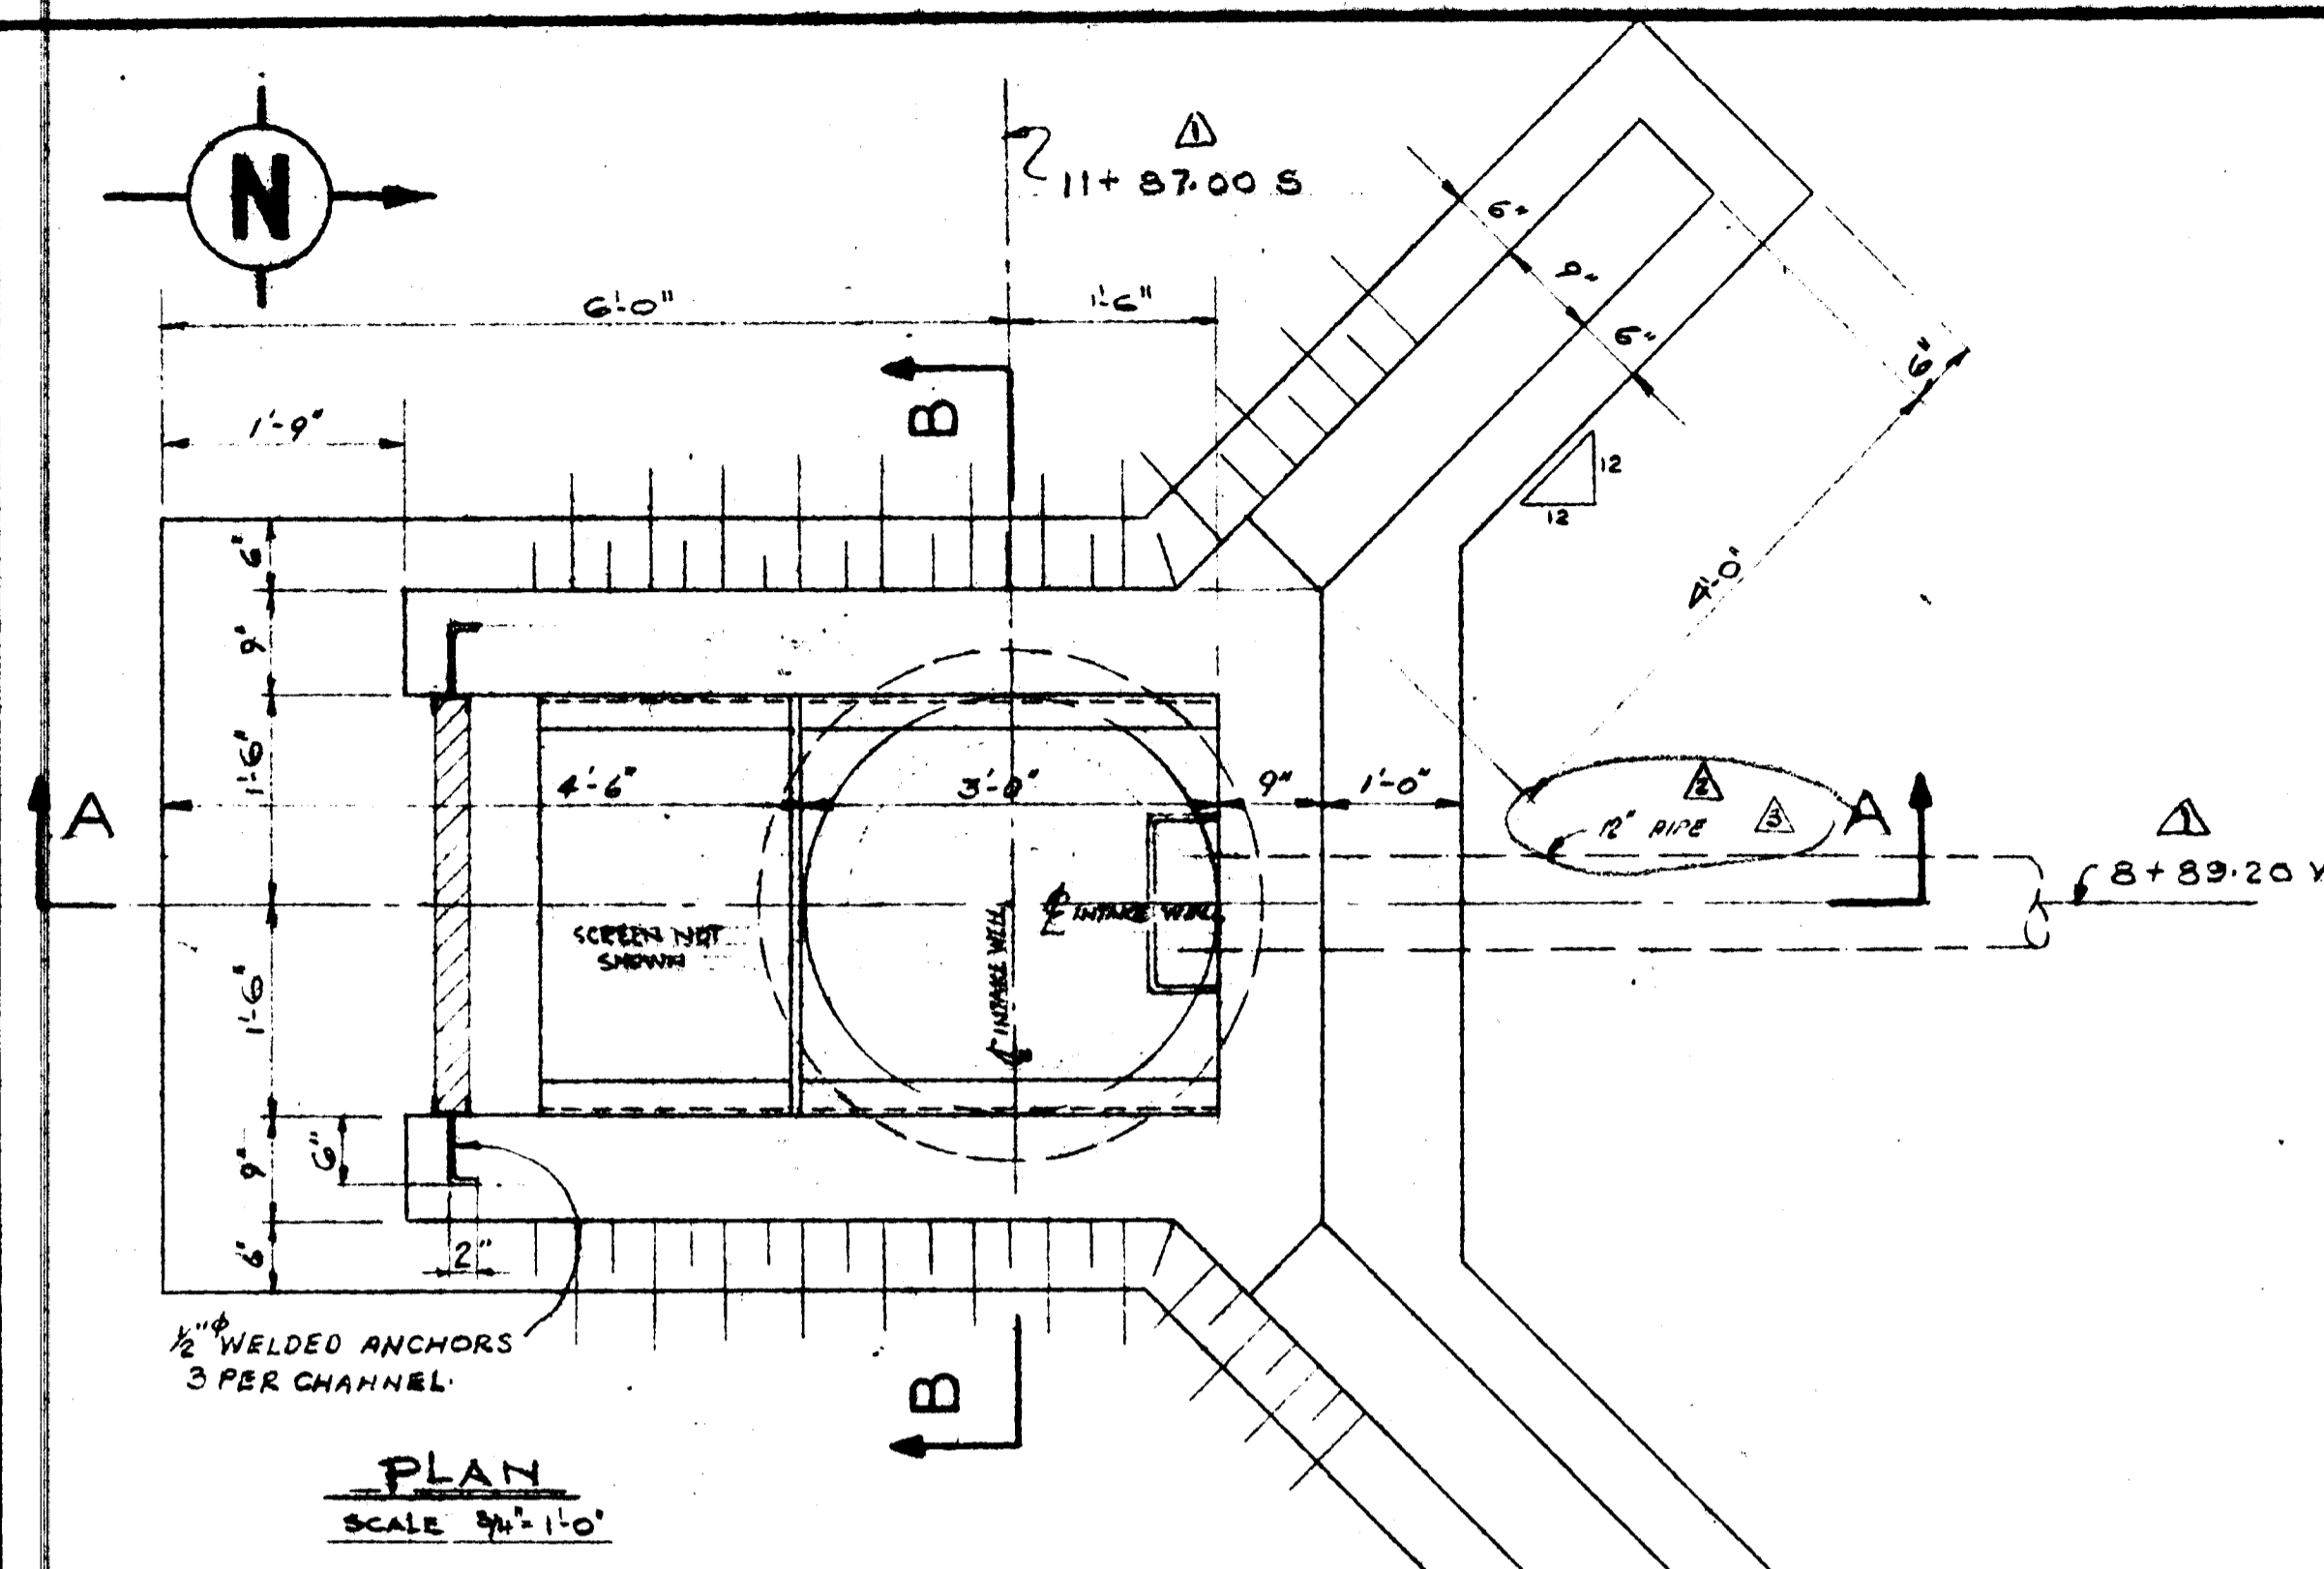 N
1
11+ 87.00 S
6'-0"
1'-6"
6"
9"
6"
6"
1'-9"
B
12
12
4'-0"
6"
9"
1'-6"
4'-6"
3'-0"
9"
1'-0"
2
12" PIPE
3
A
A
1
8+89.20 W
℄ INTAKE WELL
SCREEN NOT
SHOWN
℄ INTAKE WELL
1'-6"
9"
6"
6"
2"
½"ϕ WELDED ANCHORS
3 PER CHANNEL.
B
PLAN
SCALE 3/4"=1'-0"